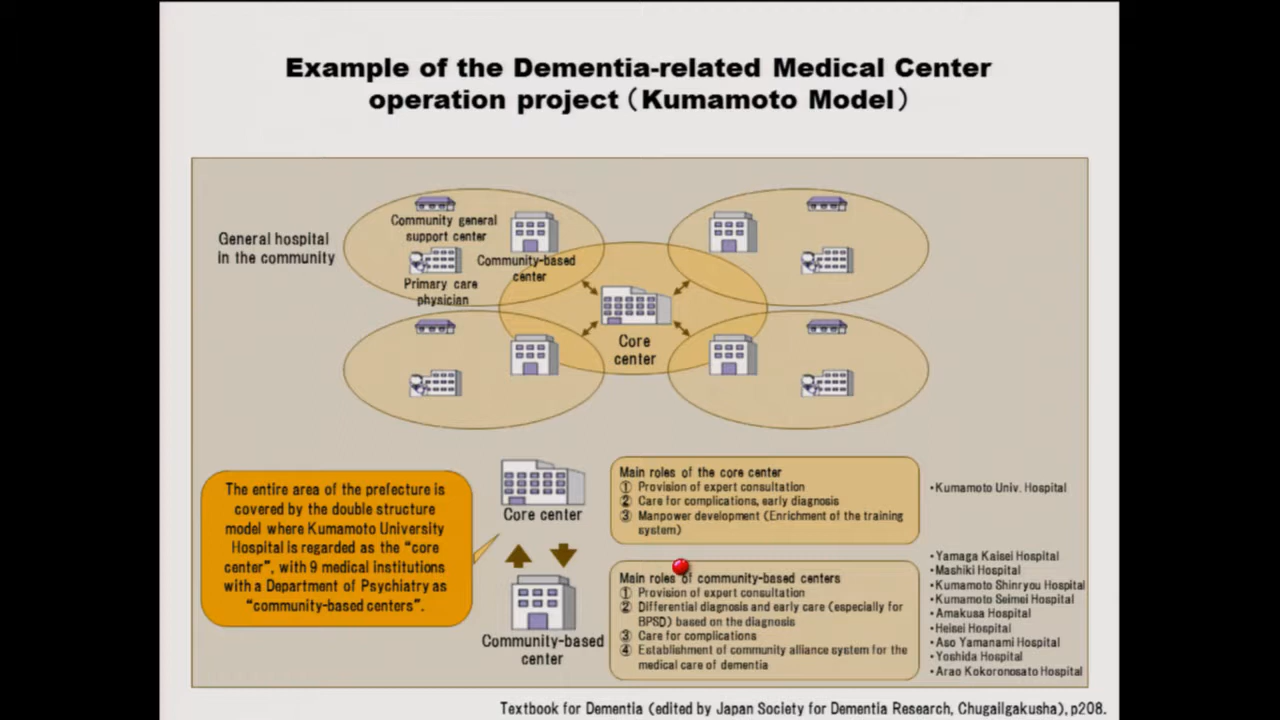 Example of the Dementia-related Medical Center
operation project (Kumamoto Model)
General hospital
in the community
Community general
support center
Community-based
center
Primary care
physician
Core
center
The entire area of the prefecture is
covered by the double structure
model where Kumamoto University
Hospital is regarded as the “core
center”, with 9 medical institutions
with a Department of Psychiatry as
“community-based centers”.
Core center
Community-based
center
Main roles of the core center
① Provision of expert consultation
② Care for complications, early diagnosis
③ Manpower development (Enrichment of the training
system)
・Kumamoto Univ. Hospital
Main roles of community-based centers
① Provision of expert consultation
② Differential diagnosis and early care (especially for
BPSD) based on the diagnosis
③ Care for complications
④ Establishment of community alliance system for the
medical care of dementia
・Yamaga Kaisei Hospital
・Mashiki Hospital
・Kumamoto Shinryou Hospital
・Kumamoto Seimei Hospital
・Amakusa Hospital
・Heisei Hospital
・Aso Yamanami Hospital
・Yoshida Hospital
・Arao Kokoronosato Hospital
Textbook for Dementia (edited by Japan Society for Dementia Research, Chugaiigakusha), p208.